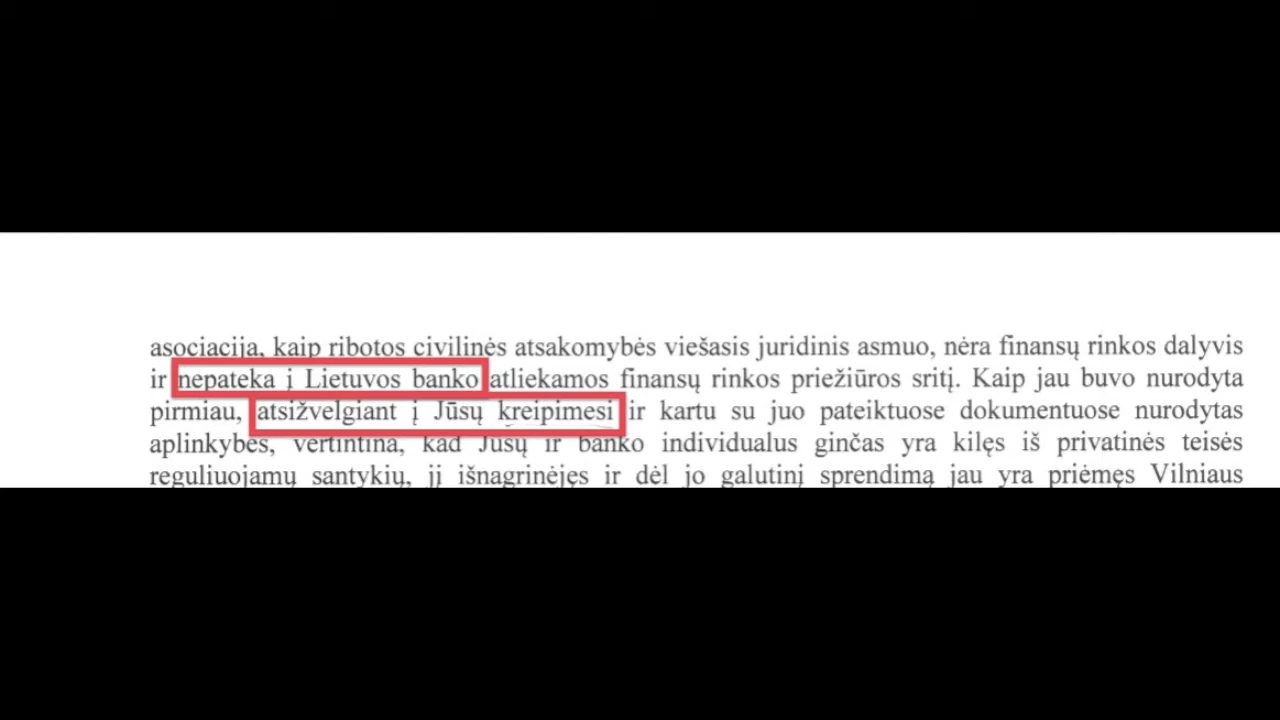 asociacija, kaip ribotos civilinės atsakomybės viešasis juridinis asmuo, nėra finansų rinkos dalyvis
ir nepateka į Lietuvos banko atliekamos finansų rinkos priežiūros sritį. Kaip jau buvo nurodyta
pirmiau, atsižvelgiant į Jūsų kreipimesi ir kartu su juo pateiktuose dokumentuose nurodytas
aplinkybes, vertintina, kad Jūsų ir banko individualus ginčas yra kilęs iš privatinės teisės
reguliuojamų santykių, jį išnagrinėjęs ir dėl jo galutinį sprendimą jau yra priėmęs Vilniaus